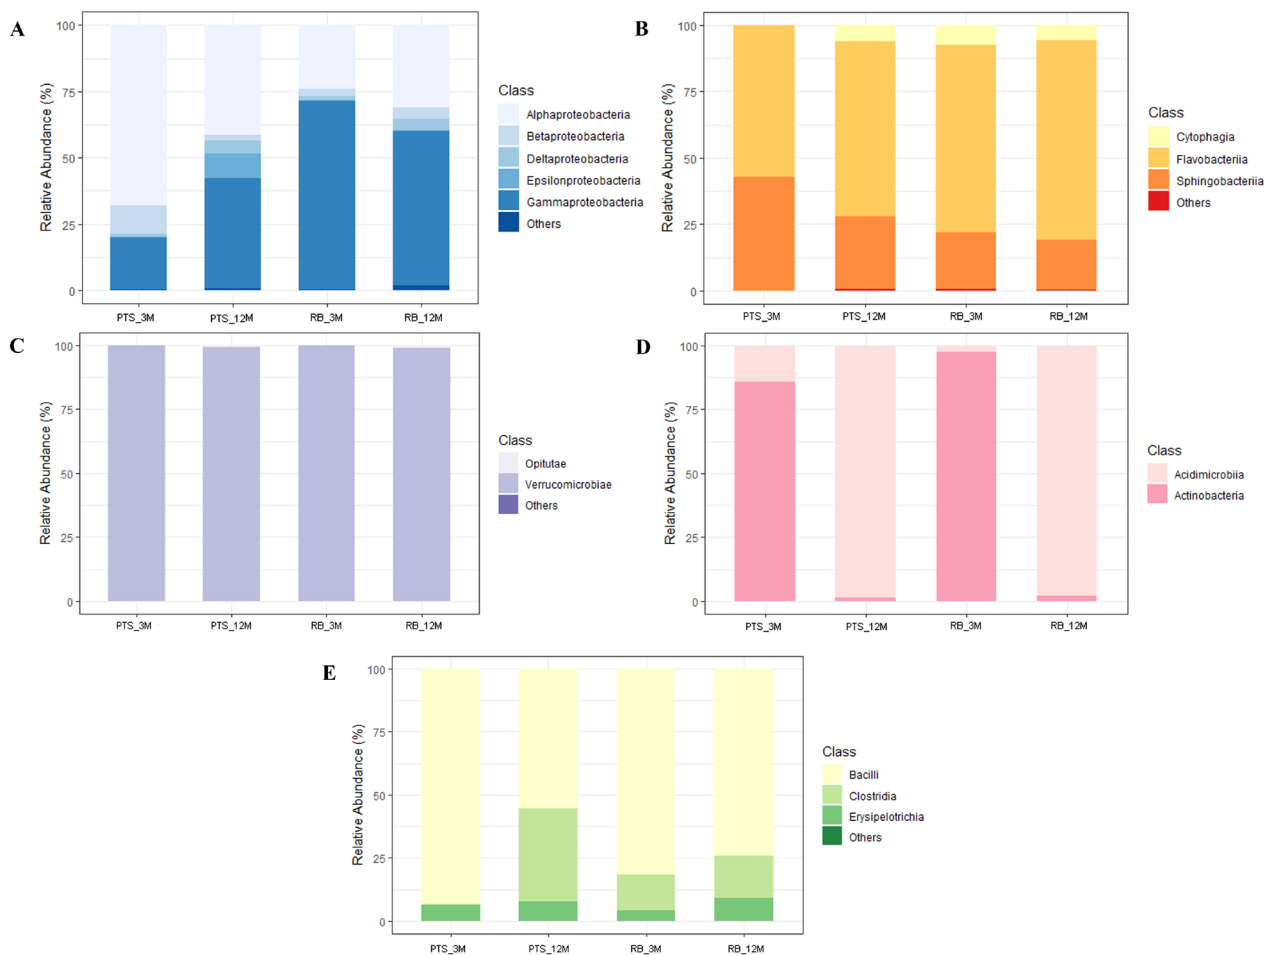 A
Relative Abundance (%)
100
75
50
25
0
PTS_3M
PTS_12M
RB_3M
RB_12M
Class
Alphaproteobacteria
Betaproteobacteria
Deltaproteobacteria
Epsilonproteobacteria
Gammaproteobacteria
Others
B
Relative Abundance (%)
100
75
50
25
0
PTS_3M
PTS_12M
RB_3M
RB_12M
Class
Cytophagia
Flavobacteriia
Sphingobacteriia
Others
C
Relative Abundance (%)
100
75
50
25
0
PTS_3M
PTS_12M
RB_3M
RB_12M
Class
Opitutae
Verrucomicrobiae
Others
D
Relative Abundance (%)
100
75
50
25
0
PTS_3M
PTS_12M
RB_3M
RB_12M
Class
Acidimicrobiia
Actinobacteria
E
Relative Abundance (%)
100
75
50
25
0
PTS_3M
PTS_12M
RB_3M
RB_12M
Class
Bacilli
Clostridia
Erysipelotrichia
Others